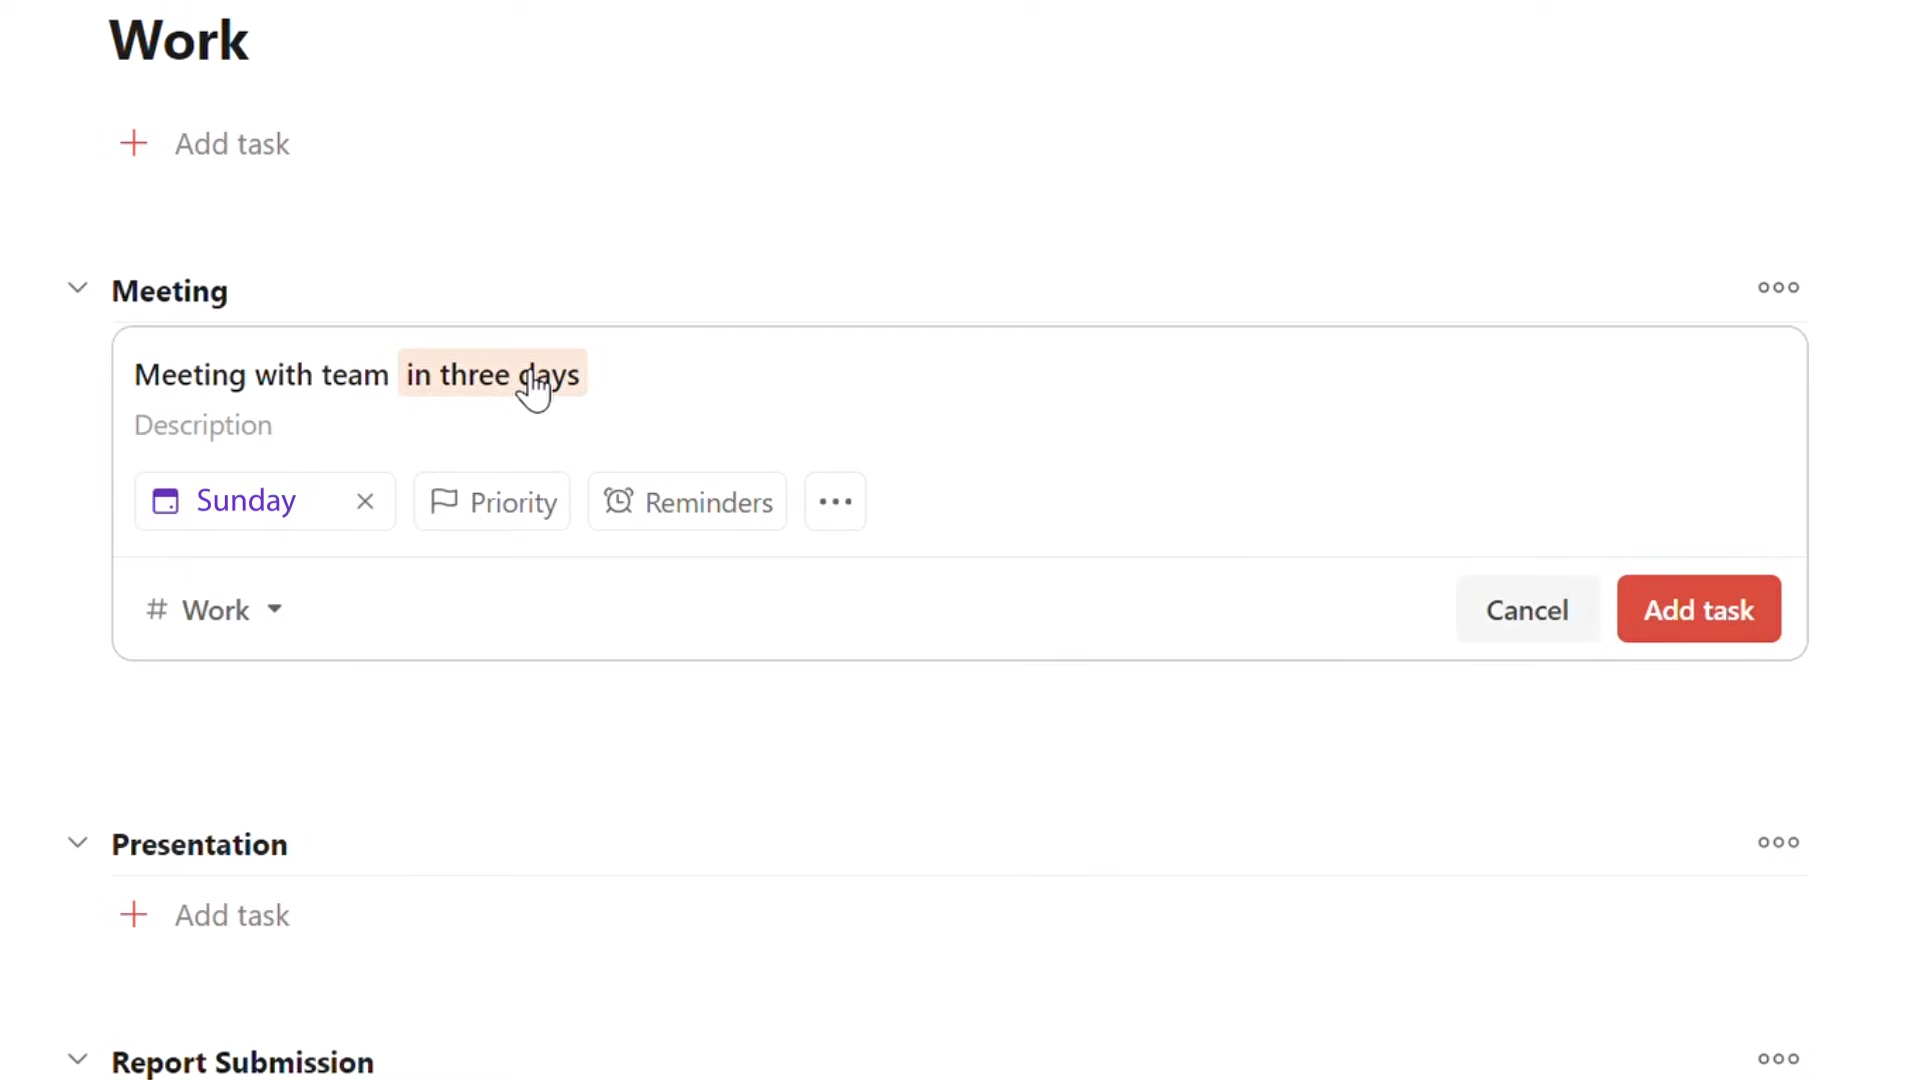 Work
Add task
Meeting
Meeting with team in three days
Description
Sunday Priority Reminders
# Work Cancel Add task
Presentation
Add task
Report Submission